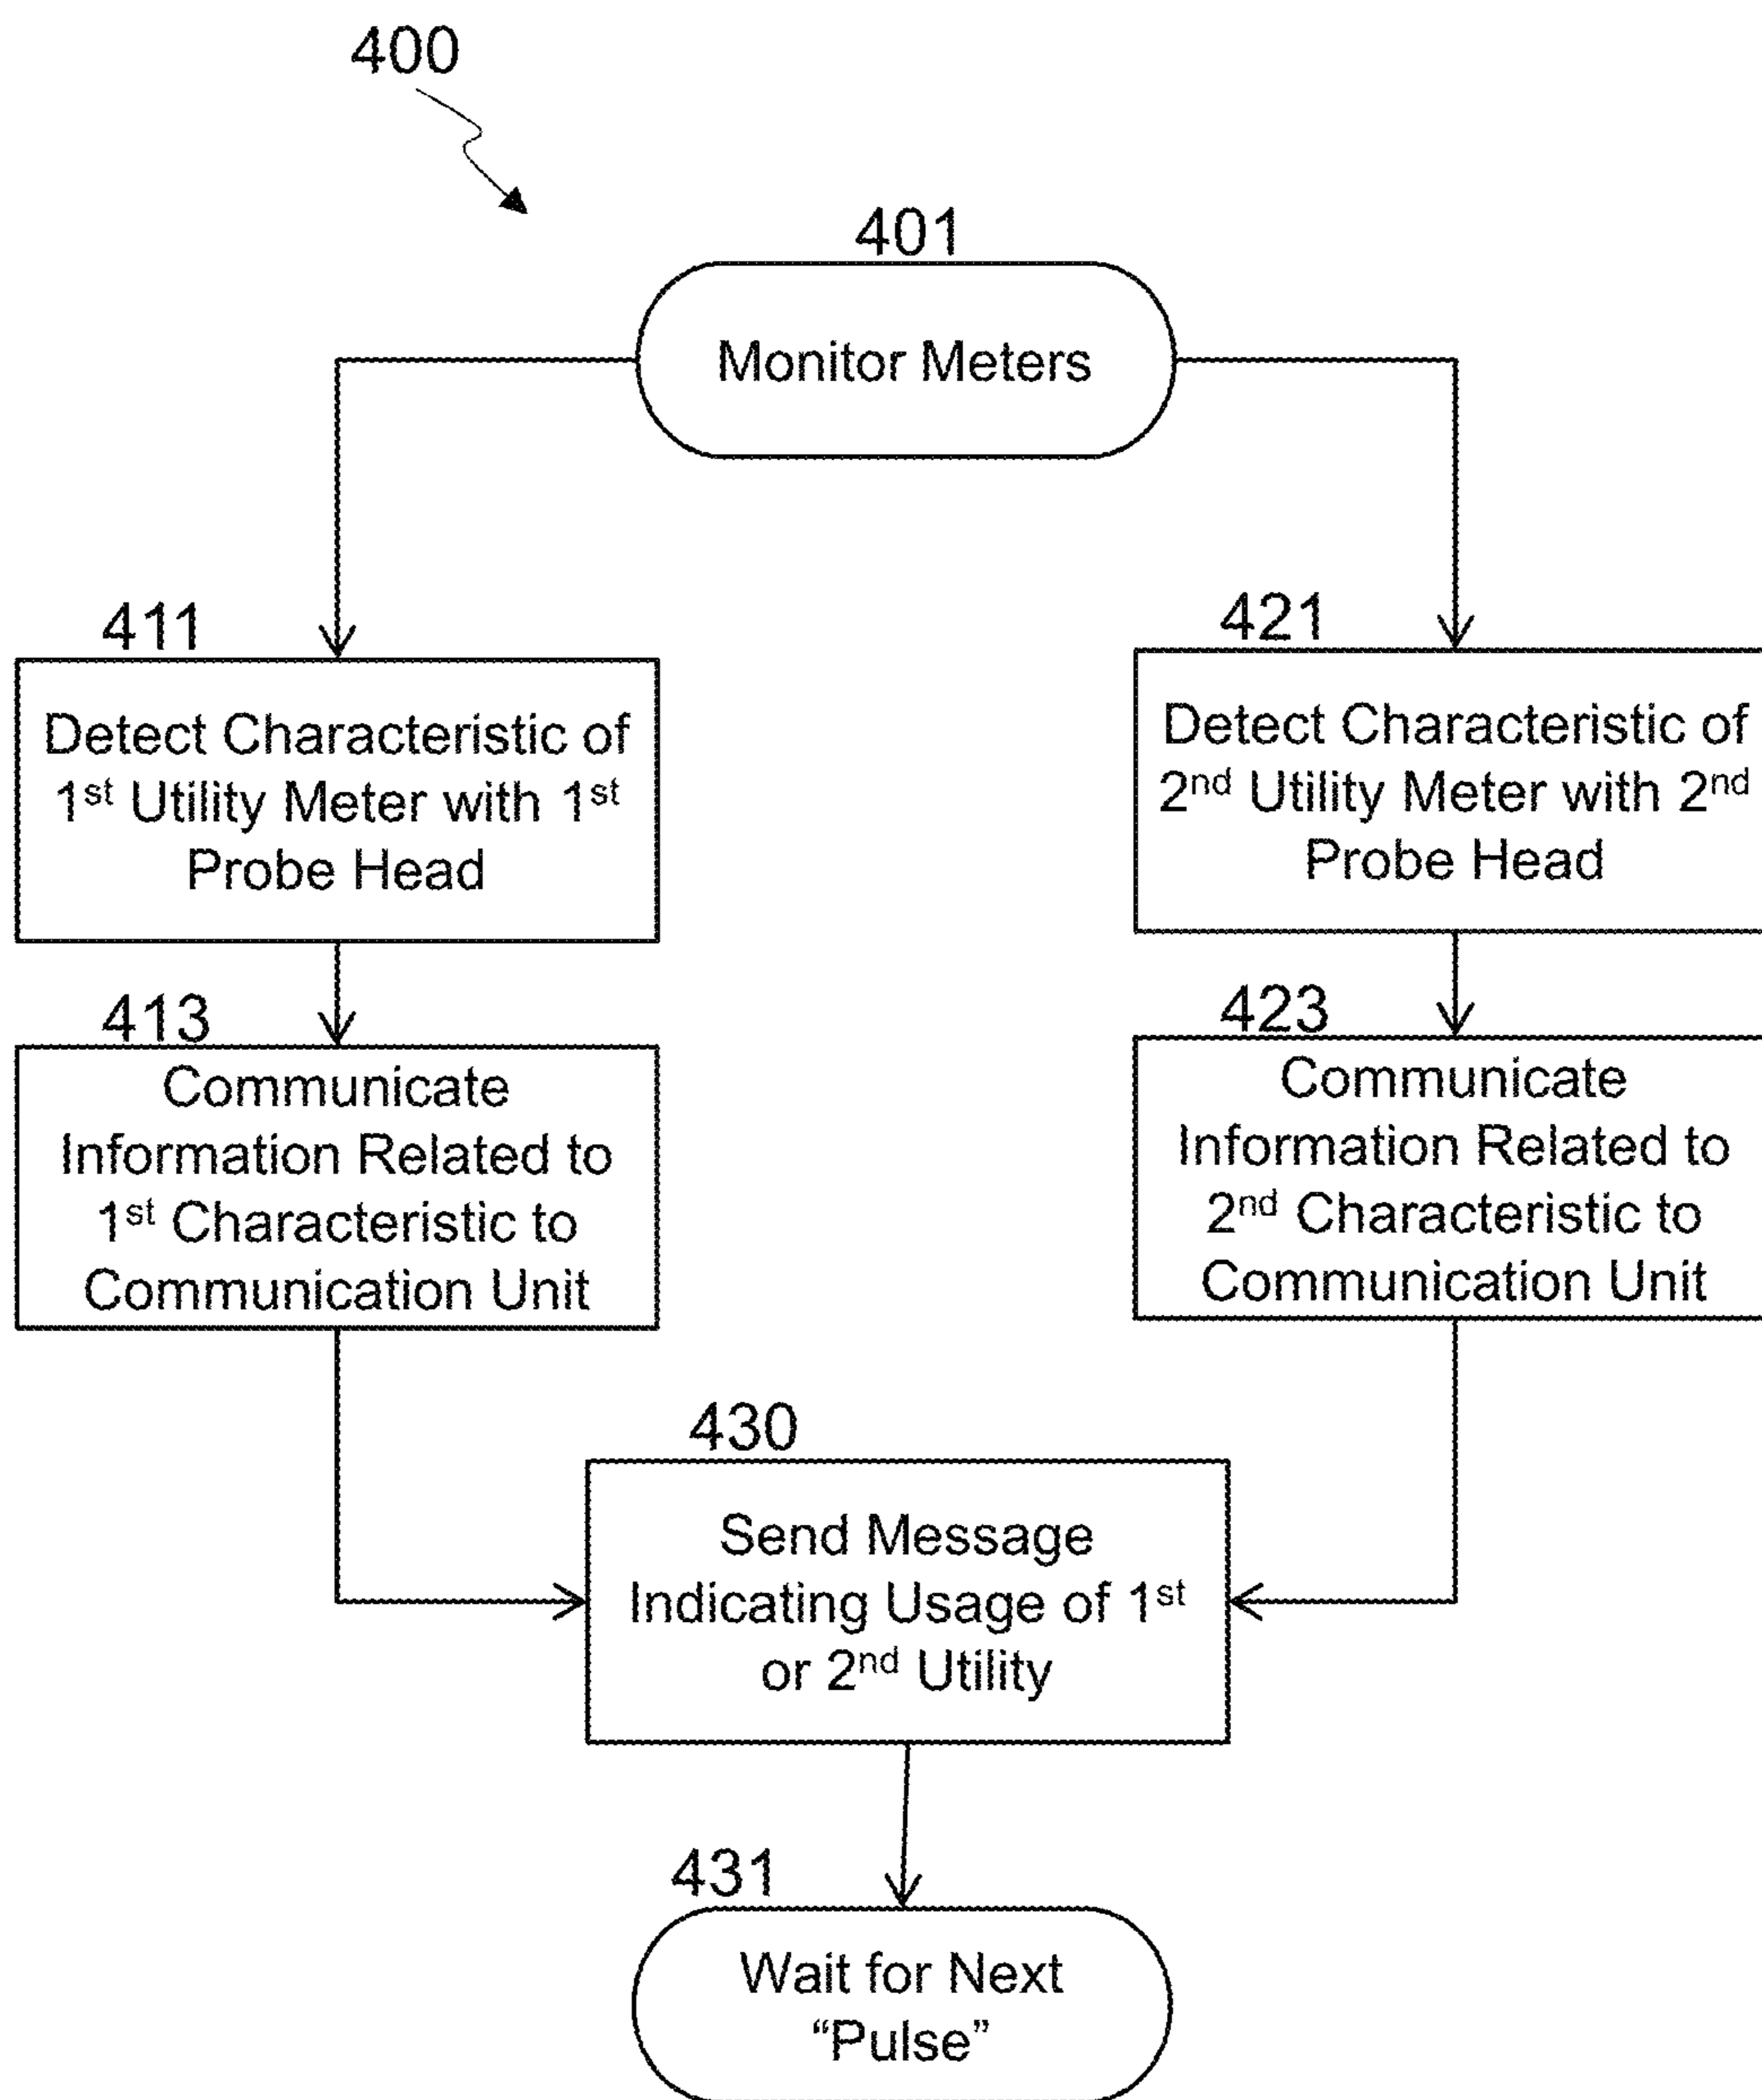 400
401
Monitor Meters
411
Detect Characteristic of
1st Utility Meter with 1st
Probe Head
421
Detect Characteristic of
2nd Utility Meter with 2nd
Probe Head
413
Communicate
Information Related to
1st Characteristic to
Communication Unit
423
Communicate
Information Related to
2nd Characteristic to
Communication Unit
430
Send Message
Indicating Usage of 1st
or 2nd Utility
431
Wait for Next
“Pulse”